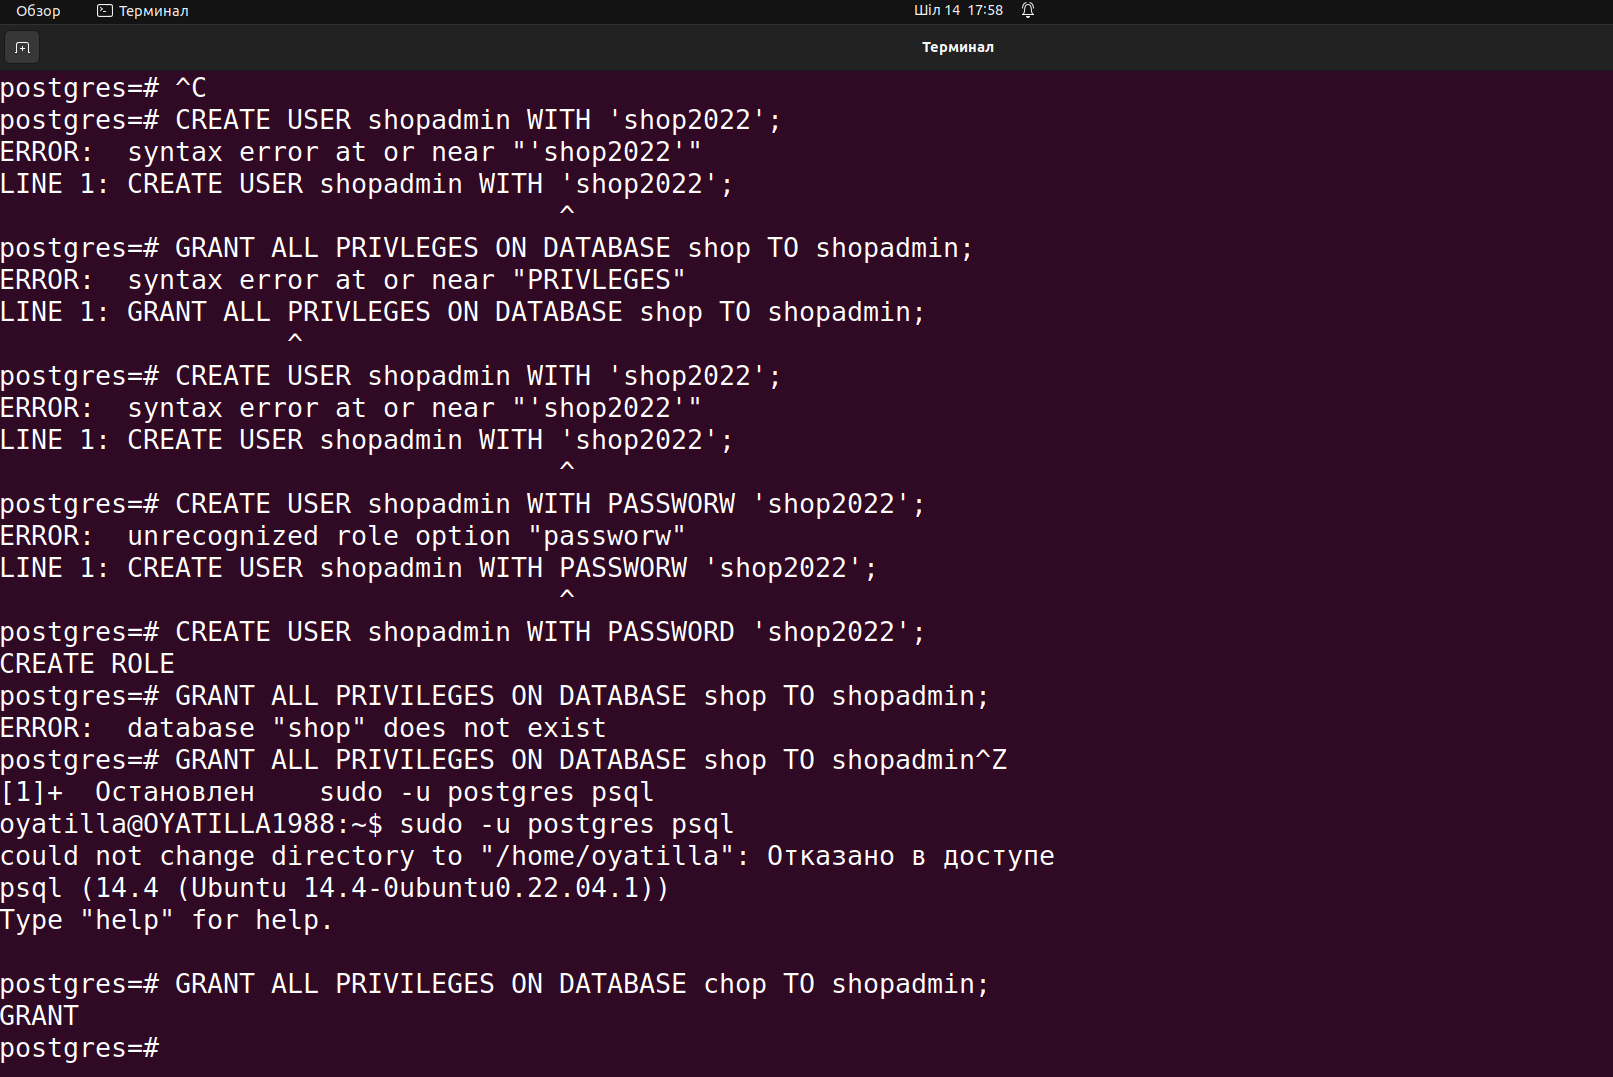 Обзор
Терминал
Шіл 14 17:58
Терминал
postgres=# ^C
postgres=# CREATE USER shopadmin WITH 'shop2022';
ERROR:  syntax error at or near "'shop2022'"
LINE 1: CREATE USER shopadmin WITH 'shop2022';
                                   ^
postgres=# GRANT ALL PRIVLEGES ON DATABASE shop TO shopadmin;
ERROR:  syntax error at or near "PRIVLEGES"
LINE 1: GRANT ALL PRIVLEGES ON DATABASE shop TO shopadmin;
                  ^
postgres=# CREATE USER shopadmin WITH 'shop2022';
ERROR:  syntax error at or near "'shop2022'"
LINE 1: CREATE USER shopadmin WITH 'shop2022';
                                   ^
postgres=# CREATE USER shopadmin WITH PASSWORW 'shop2022';
ERROR:  unrecognized role option "passworw"
LINE 1: CREATE USER shopadmin WITH PASSWORW 'shop2022';
                                   ^
postgres=# CREATE USER shopadmin WITH PASSWORD 'shop2022';
CREATE ROLE
postgres=# GRANT ALL PRIVILEGES ON DATABASE shop TO shopadmin;
ERROR:  database "shop" does not exist
postgres=# GRANT ALL PRIVILEGES ON DATABASE shop TO shopadmin^Z
[1]+  Остановлен    sudo -u postgres psql
oyatilla@OYATILLA1988:~$ sudo -u postgres psql
could not change directory to "/home/oyatilla": Отказано в доступе
psql (14.4 (Ubuntu 14.4-0ubuntu0.22.04.1))
Type "help" for help.
postgres=# GRANT ALL PRIVILEGES ON DATABASE chop TO shopadmin;
GRANT
postgres=#